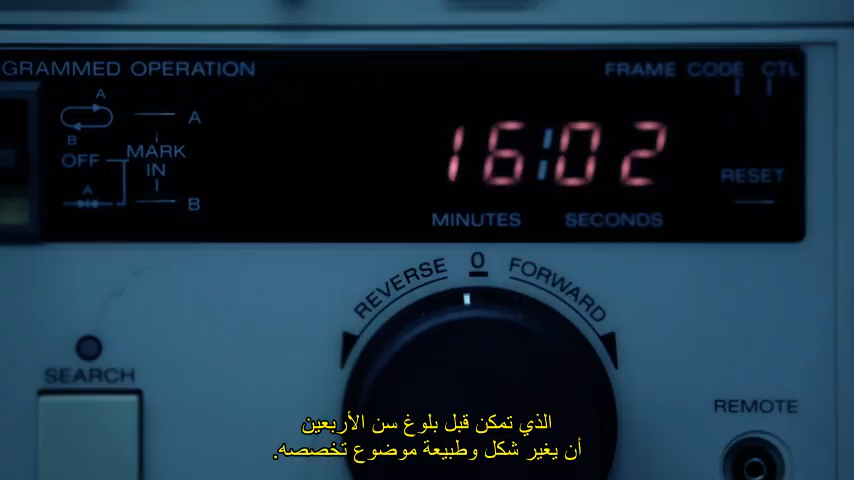 GRAMMED OPERATION
FRAME CODE CTL
A
A
B
OFF
MARK
IN
A
B
16:02
MINUTES SECONDS
RESET
REVERSE 0 FORWARD
SEARCH
REMOTE
الذي تمكن قبل بلوغ سن الأربعين
أن يغير شكل وطبيعة موضوع تخصصه.